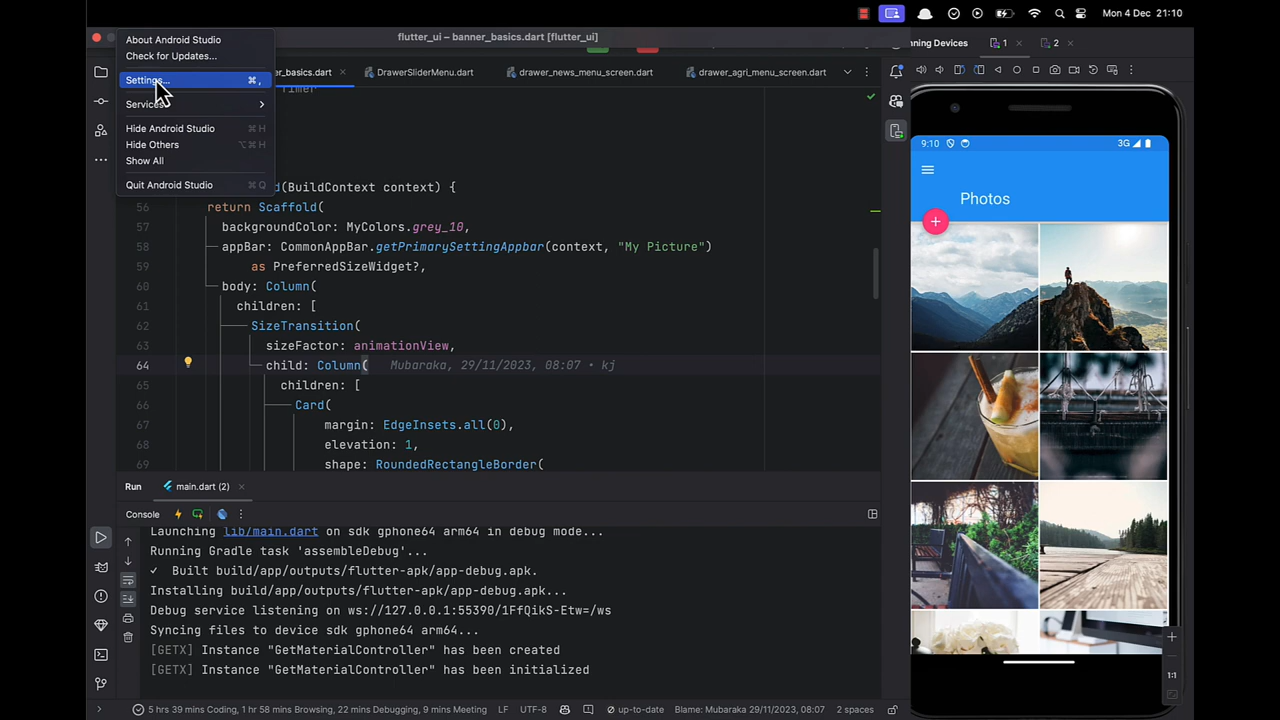 Mon 4 Dec 21:10
flutter_ui – banner_basics.dart [flutter_ui]
About Android Studio
Check for Updates...
Settings... ⌘ ,
Services
Hide Android Studio ⌘ H
Hide Others ⌥⌘ H
Show All
Quit Android Studio ⌘ Q
_basics.dart
DrawerSliderMenu.dart
drawer_news_menu_screen.dart
drawer_agri_menu_screen.dart
nning Devices
1
2
(BuildContext context) {
56 return Scaffold(
57 backgroundColor: MyColors.grey_10,
58 appBar: CommonAppBar.getPrimarySettingAppbar(context, "My Picture")
59 as PreferredSizeWidget?,
60 body: Column(
61 children: [
62 SizeTransition(
63 sizeFactor: animationView,
64 child: Column( Mubaraka, 29/11/2023, 08:07 • kj
65 children: [
66 Card(
67 margin: EdgeInsets.all(0),
68 elevation: 1,
69 shape: RoundedRectangleBorder(
9:10
3G
Photos
+
1:1
Run main.dart (2)
Console
Launching lib/main.dart on sdk gphone64 arm64 in debug mode...
Running Gradle task 'assembleDebug'...
✓ Built build/app/outputs/flutter-apk/app-debug.apk.
Installing build/app/outputs/flutter-apk/app-debug.apk...
Debug service listening on ws://127.0.0.1:55390/1FfQikS-Etw=/ws
Syncing files to device sdk gphone64 arm64...
[GETX] Instance "GetMaterialController" has been created
[GETX] Instance "GetMaterialController" has been initialized
5 hrs 39 mins Coding, 1 hr 58 mins Browsing, 22 mins Debugging, 9 mins Meeting LF UTF-8 up-to-date Blame: Mubaraka 29/11/2023, 08:07 2 spaces